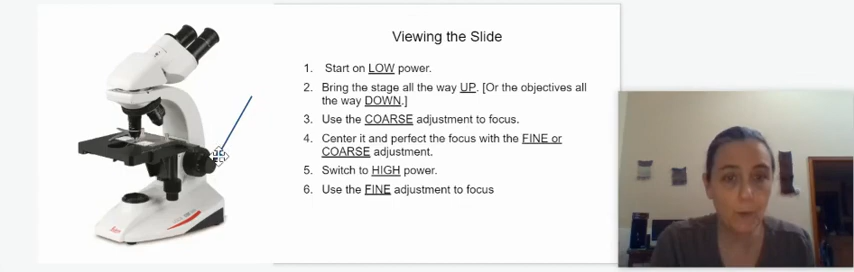 Viewing the Slide
1. Start on LOW power.
2. Bring the stage all the way UP. [Or the objectives all
the way DOWN.]
3. Use the COARSE adjustment to focus.
4. Center it and perfect the focus with the FINE or
COARSE adjustment.
5. Switch to HIGH power.
6. Use the FINE adjustment to focus